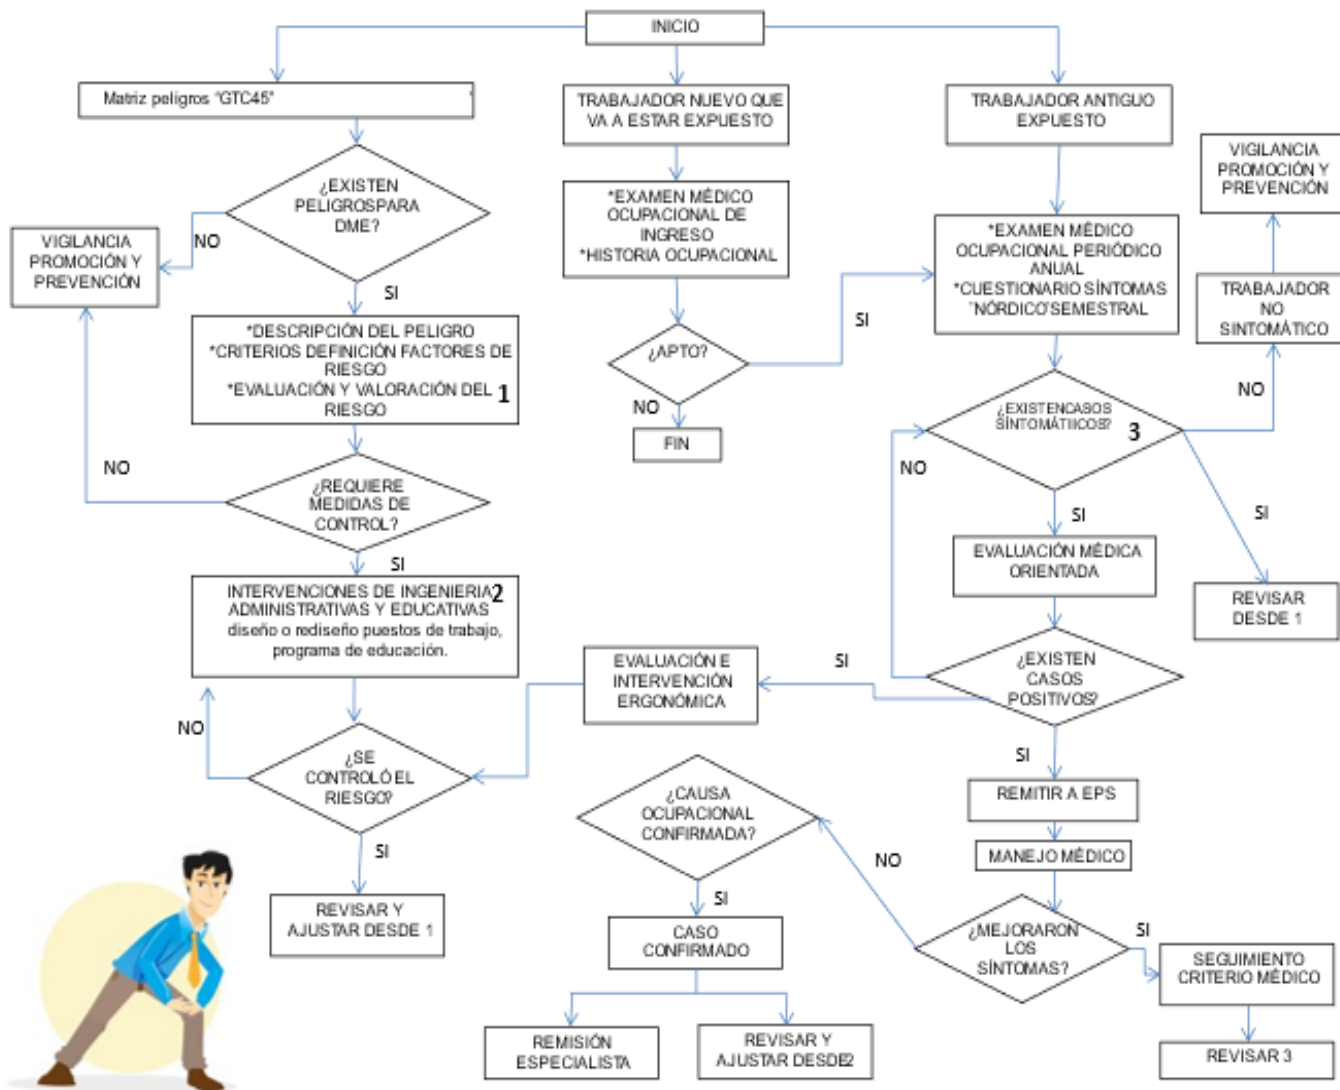 INICIO
Matriz peligros "GTC45"
¿EXISTEN
PELIGROSPARA
DME?
NO
VIGILANCIA
PROMOCIÓN Y
PREVENCIÓN
SI
*DESCRIPCIÓN DEL PELIGRO
*CRITERIOS DEFINICIÓN FACTORES DE
RIESGO
*EVALUACIÓN Y VALORACIÓN DEL 1
RIESGO
NO
¿REQUIERE
MEDIDAS DE
CONTROL?
SI
INTERVENCIONES DE INGENIERIA 2
ADMINISTRATIVAS Y EDUCATIVAS
diseño o rediseño puestos de trabajo,
programa de educación.
NO
¿SE
CONTROLÓ EL
RIESGO?
SI
REVISAR Y
AJUSTAR DESDE 1
TRABAJADOR NUEVO QUE
VA A ESTAR EXPUESTO
*EXAMEN MÉDICO
OCUPACIONAL DE
INGRESO
*HISTORIA OCUPACIONAL
¿APTO?
SI
NO
FIN
TRABAJADOR ANTIGUO
EXPUESTO
*EXAMEN MÉDICO
OCUPACIONAL PERIÓDICO
ANUAL
*CUESTIONARIO SÍNTOMAS
"NÓRDICO"SEMESTRAL
¿EXISTENCASOS
SÍNTOMÁTIICOS? 3
NO
TRABAJADOR
NO
SINTOMÁTICO
VIGILANCIA
PROMOCIÓN Y
PREVENCIÓN
SI
REVISAR
DESDE 1
SI
EVALUACIÓN MÉDICA
ORIENTADA
NO
¿EXISTEN
CASOS
POSITIVOS?
SI
EVALUACIÓN E
INTERVENCIÓN
ERGONÓMICA
SI
REMITIR A EPS
MANEJO MÉDICO
¿MEJORARON
LOS
SÍNTOMAS?
SI
SEGUIMIENTO
CRITERIO MÉDICO
REVISAR 3
NO
¿CAUSA
OCUPACIONAL
CONFIRMADA?
SI
CASO
CONFIRMADO
REMISIÓN
ESPECIALISTA
REVISAR Y
AJUSTAR DESDE2